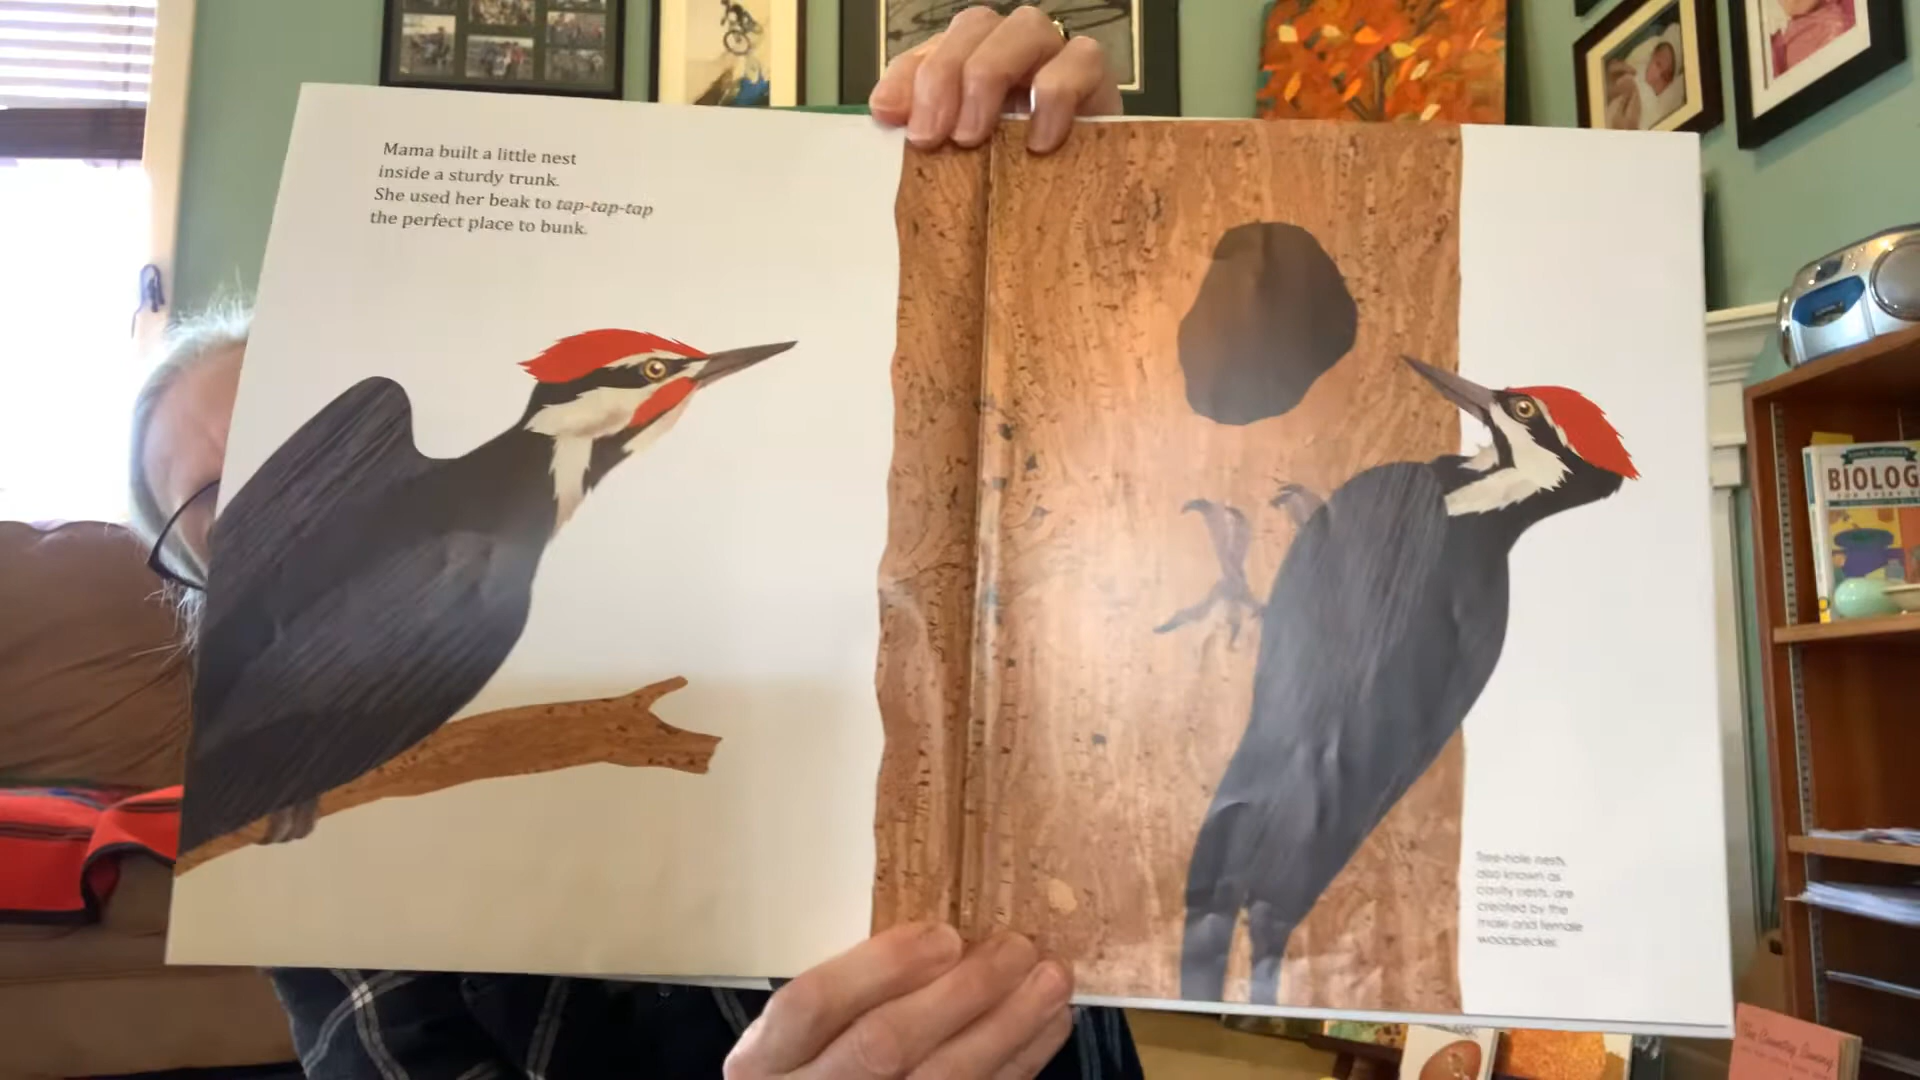 Mama built a little nest
inside a sturdy trunk.
She used her beak to tap-tap-tap
the perfect place to bunk.
Tree-hole nests,
also known as
cavity nests, are
created by the
male and female
woodpecker.
BIOLOG